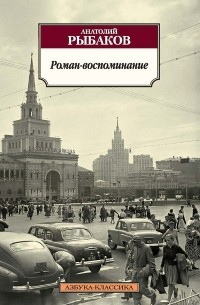 АНАТОЛИЙ
РЫБАКОВ
Роман-воспоминание
АЗБУКА-КЛАССИКА